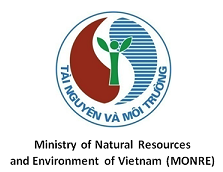 TÀI NGUYÊN VÀ MÔI TRƯỜNG
Ministry of Natural Resources
and Environment of Vietnam (MONRE)